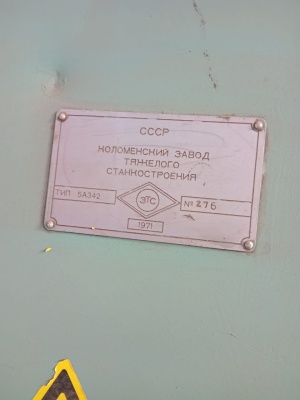 СССР
КОЛОМЕНСКИЙ ЗАВОД
ТЯЖЕЛОГО
СТАНКОСТРОЕНИЯ
ТИП 5А342 ЗТС № 276
1971